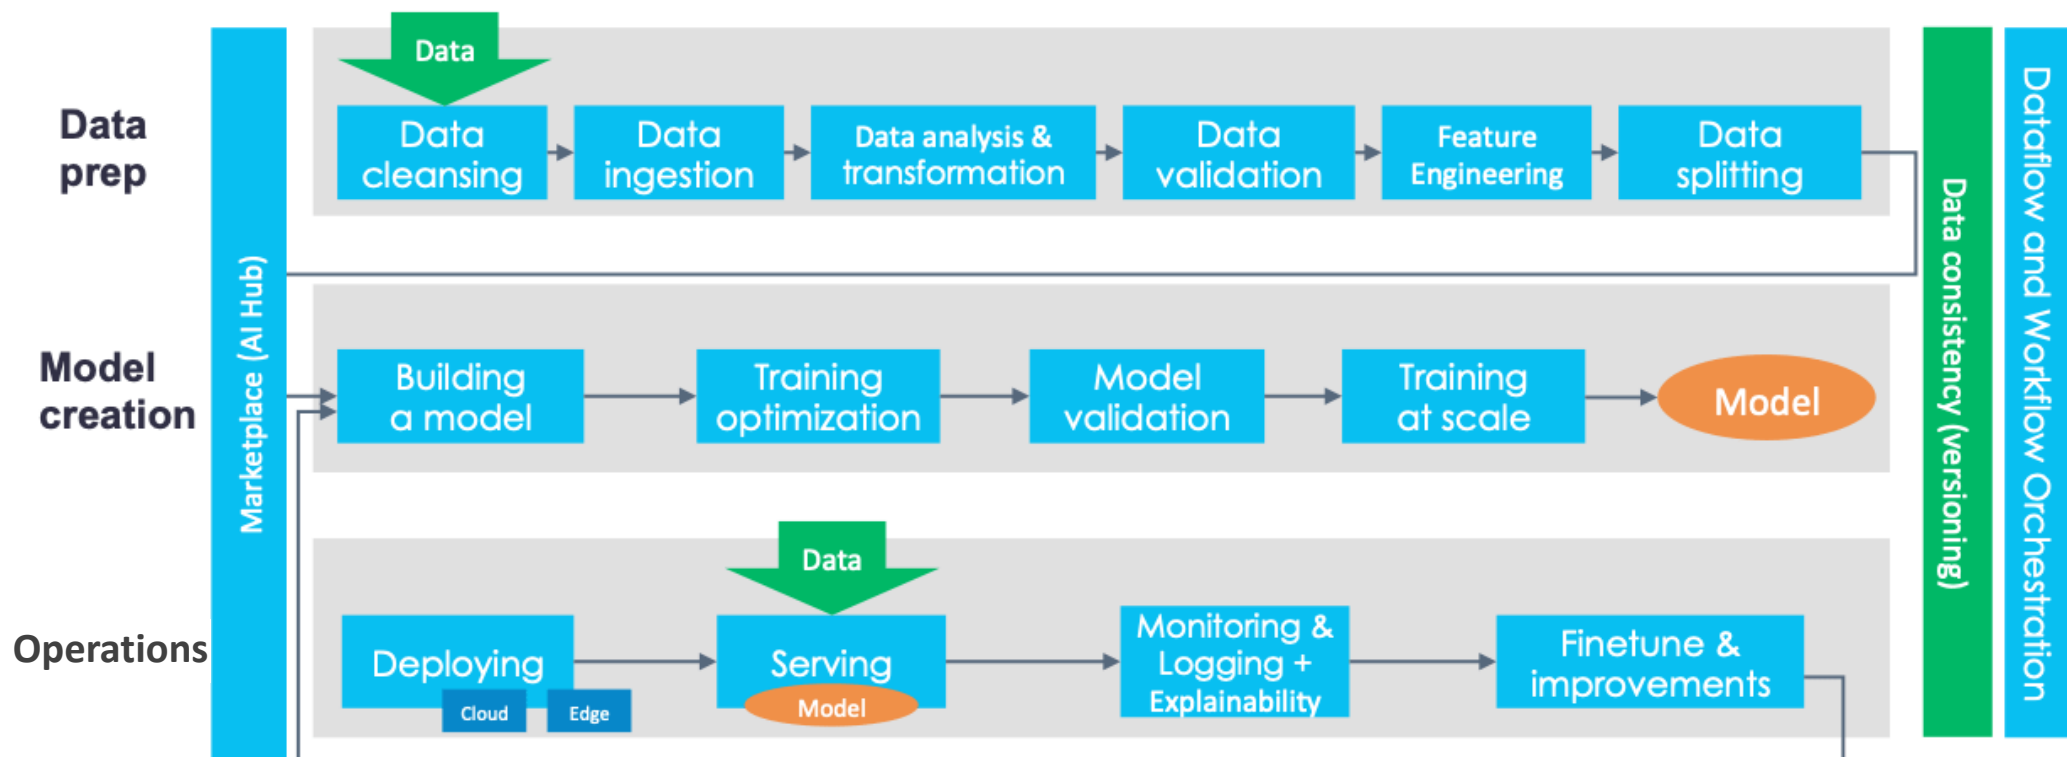 Data
prep
Marketplace (AI Hub)
Data
Data
cleansing
Data
ingestion
Data analysis &
transformation
Data
validation
Feature
Engineering
Data
splitting
Model
creation
Building
a model
Training
optimization
Model
validation
Training
at scale
Model
Operations
Deploying
Cloud
Edge
Data
Serving
Model
Monitoring &
Logging +
Explainability
Finetune &
improvements
Data consistency (versioning)
Dataflow and Workflow Orchestration